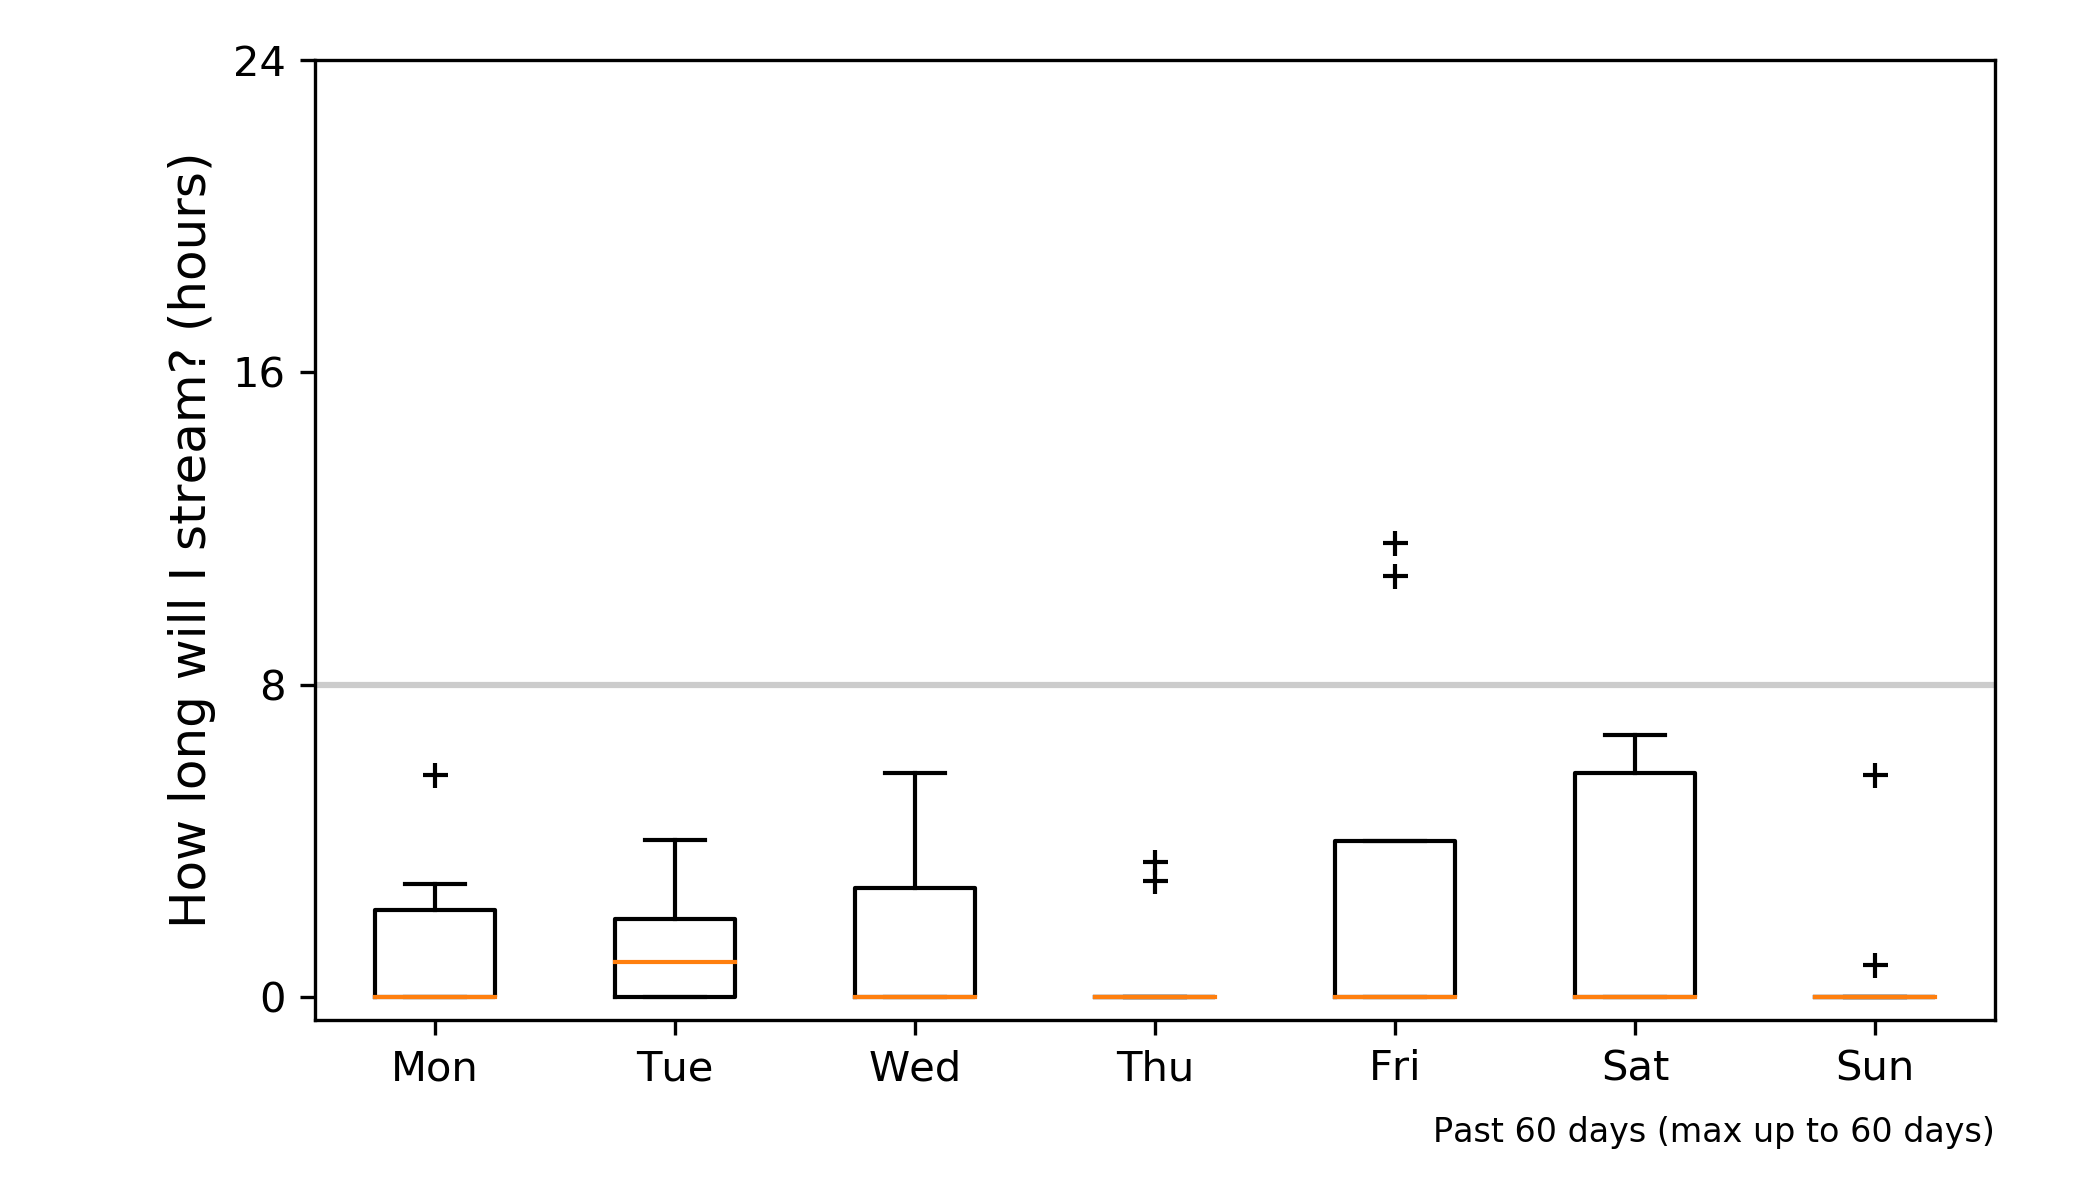 How long will I stream? (hours)
24
16
8
0
Mon Tue Wed Thu Fri Sat Sun
Past 60 days (max up to 60 days)